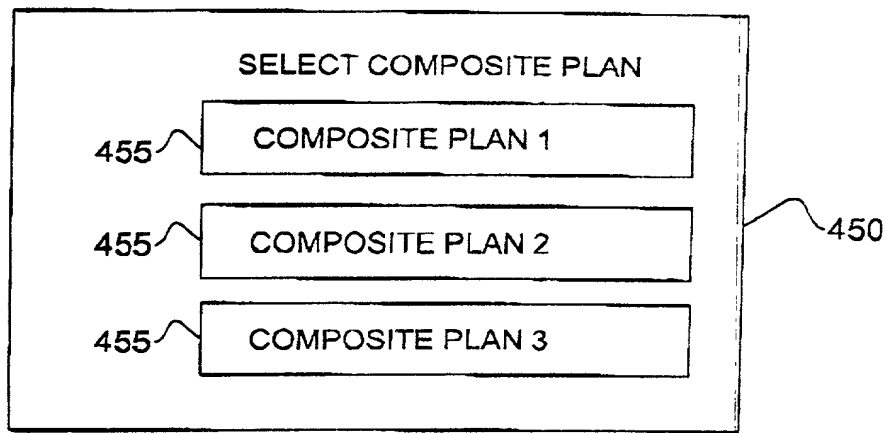 SELECT COMPOSITE PLAN
455 COMPOSITE PLAN 1
455 COMPOSITE PLAN 2
450
455 COMPOSITE PLAN 3